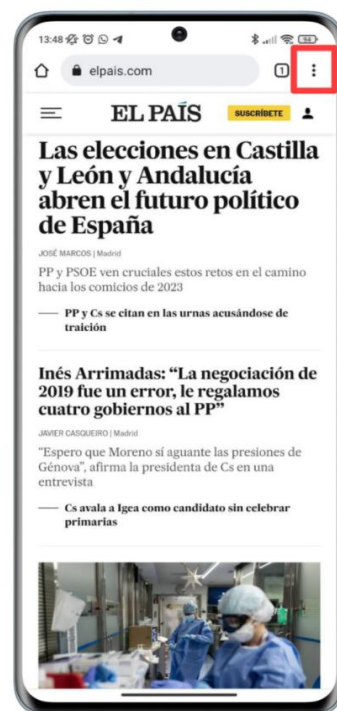 13:48
elpais.com
1
EL PAÍS
SUSCRÍBETE
Las elecciones en Castilla
y León y Andalucía
abren el futuro político
de España
JOSÉ MARCOS | Madrid
PP y PSOE ven cruciales estos retos en el camino
hacia los comicios de 2023
PP y Cs se citan en las urnas acusándose de
traición
Inés Arrimadas: “La negociación de
2019 fue un error, le regalamos
cuatro gobiernos al PP”
JAVIER CASQUEIRO | Madrid
“Espero que Moreno sí aguante las presiones de
Génova”, afirma la presidenta de Cs en una
entrevista
Cs avala a Igea como candidato sin celebrar
primarias